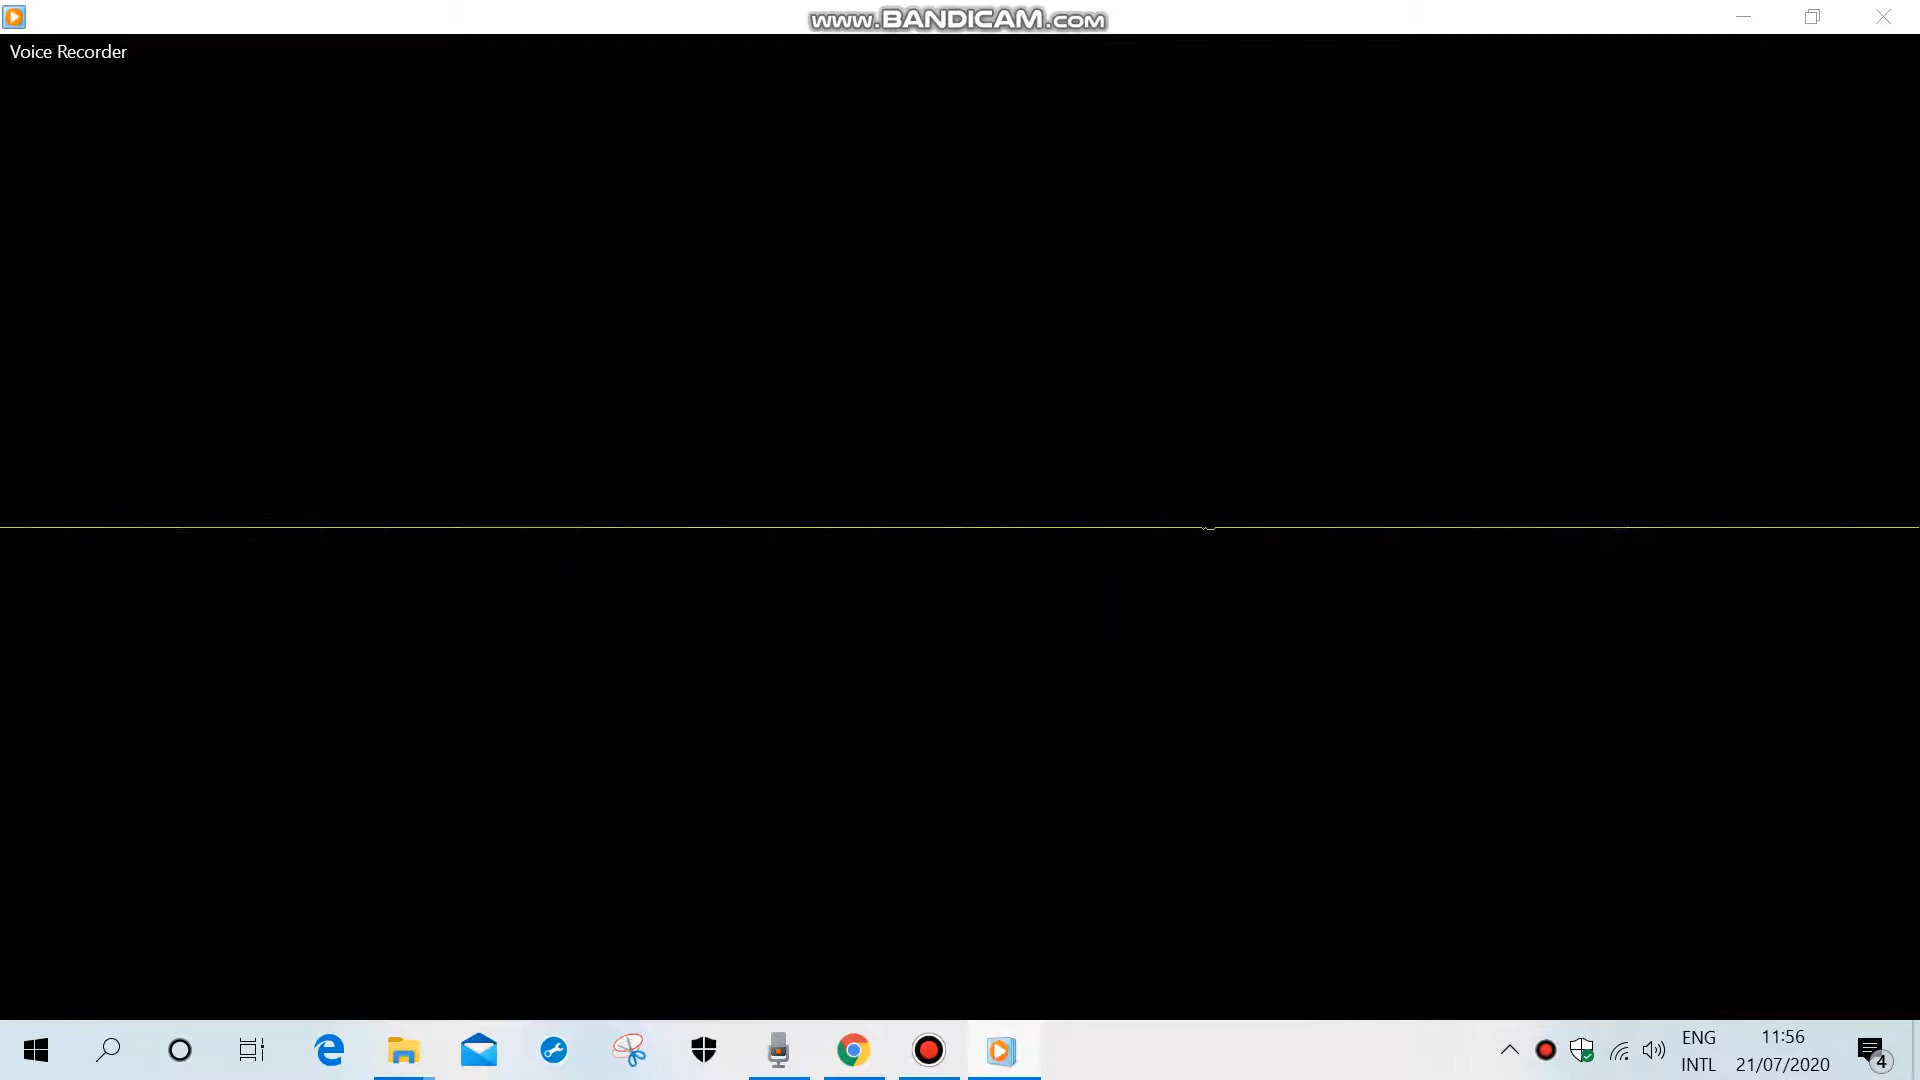 www.BANDICAM.com
Voice Recorder
ENG
INTL
11:56
21/07/2020
4